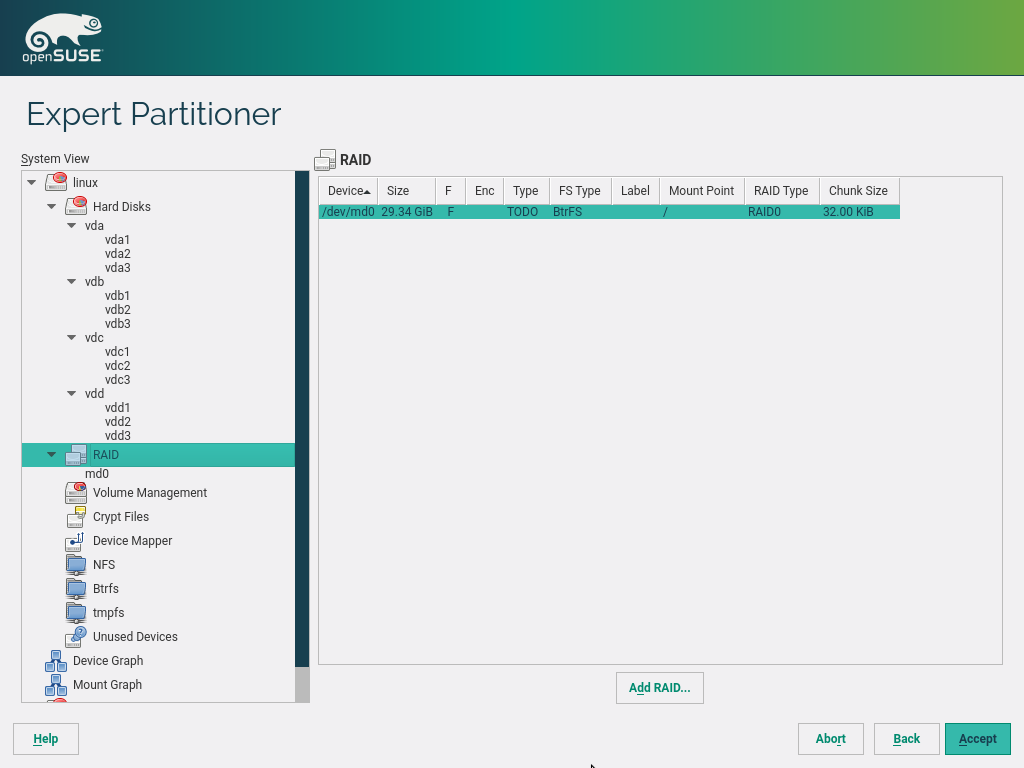 openSUSE
Expert Partitioner
System View
linux
Hard Disks
vda
vda1
vda2
vda3
vdb
vdb1
vdb2
vdb3
vdc
vdc1
vdc2
vdc3
vdd
vdd1
vdd2
vdd3
RAID
md0
Volume Management
Crypt Files
Device Mapper
NFS
Btrfs
tmpfs
Unused Devices
Device Graph
Mount Graph
RAID
Device Size F Enc Type FS Type Label Mount Point RAID Type Chunk Size
/dev/md0 29.34 GiB F TODO BtrFS / RAID0 32.00 KiB
Add RAID...
Help Abort Back Accept